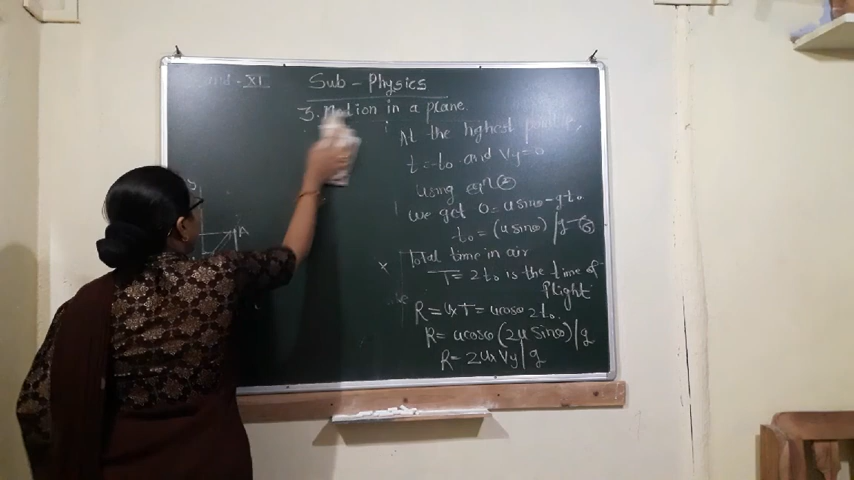 XI
Sub - Physics
3. Motion in a plane.
At the highest
t = t₀ and Vy = 0
using eqn ④
we get 0 = u sinθ - gt₀
t₀ = (u sinθ) / g - ⑤
Total time in air
T = 2t₀ is the time of
flight
R = ux T = u cosθ 2t₀.
R = u cosθ (2u sinθ) / g
R = 2ux Vy / g
A